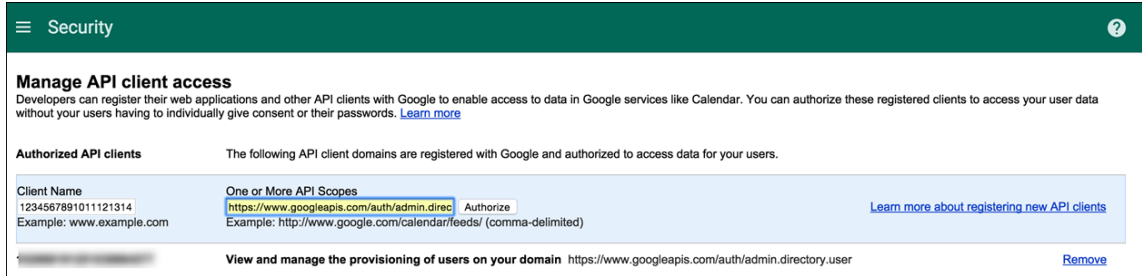 Security
Manage API client access
Developers can register their web applications and other API clients with Google to enable access to data in Google services like Calendar. You can authorize these registered clients to access your user data
without your users having to individually give consent or their passwords. Learn more
Authorized API clients The following API client domains are registered with Google and authorized to access data for your users.
Client Name One or More API Scopes
1234567891011121314 https://www.googleapis.com/auth/admin.direc Authorize Learn more about registering new API clients
Example: www.example.com Example: http://www.google.com/calendar/feeds/ (comma-delimited)
View and manage the provisioning of users on your domain https://www.googleapis.com/auth/admin.directory.user Remove